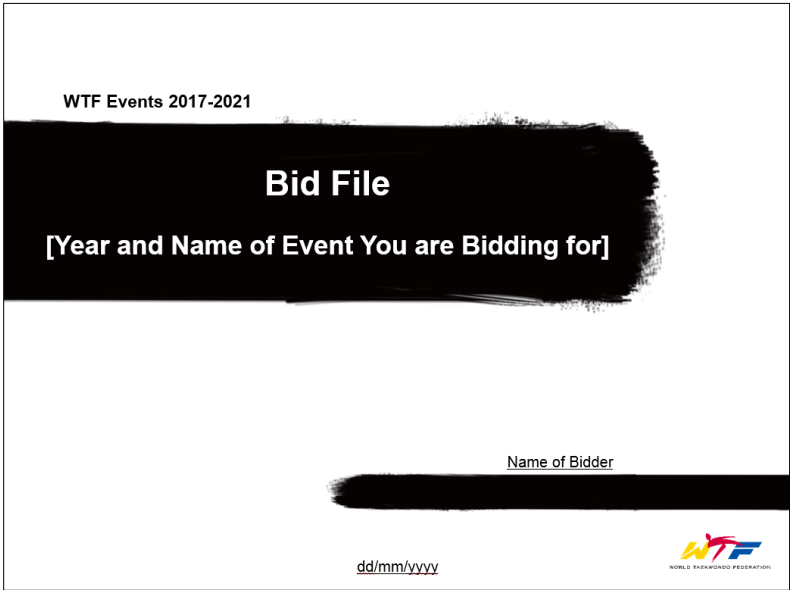 WTF Events 2017-2021
Bid File
[Year and Name of Event You are Bidding for]
Name of Bidder
WTF
WORLD TAEKWONDO FEDERATION
dd/mm/yyyy